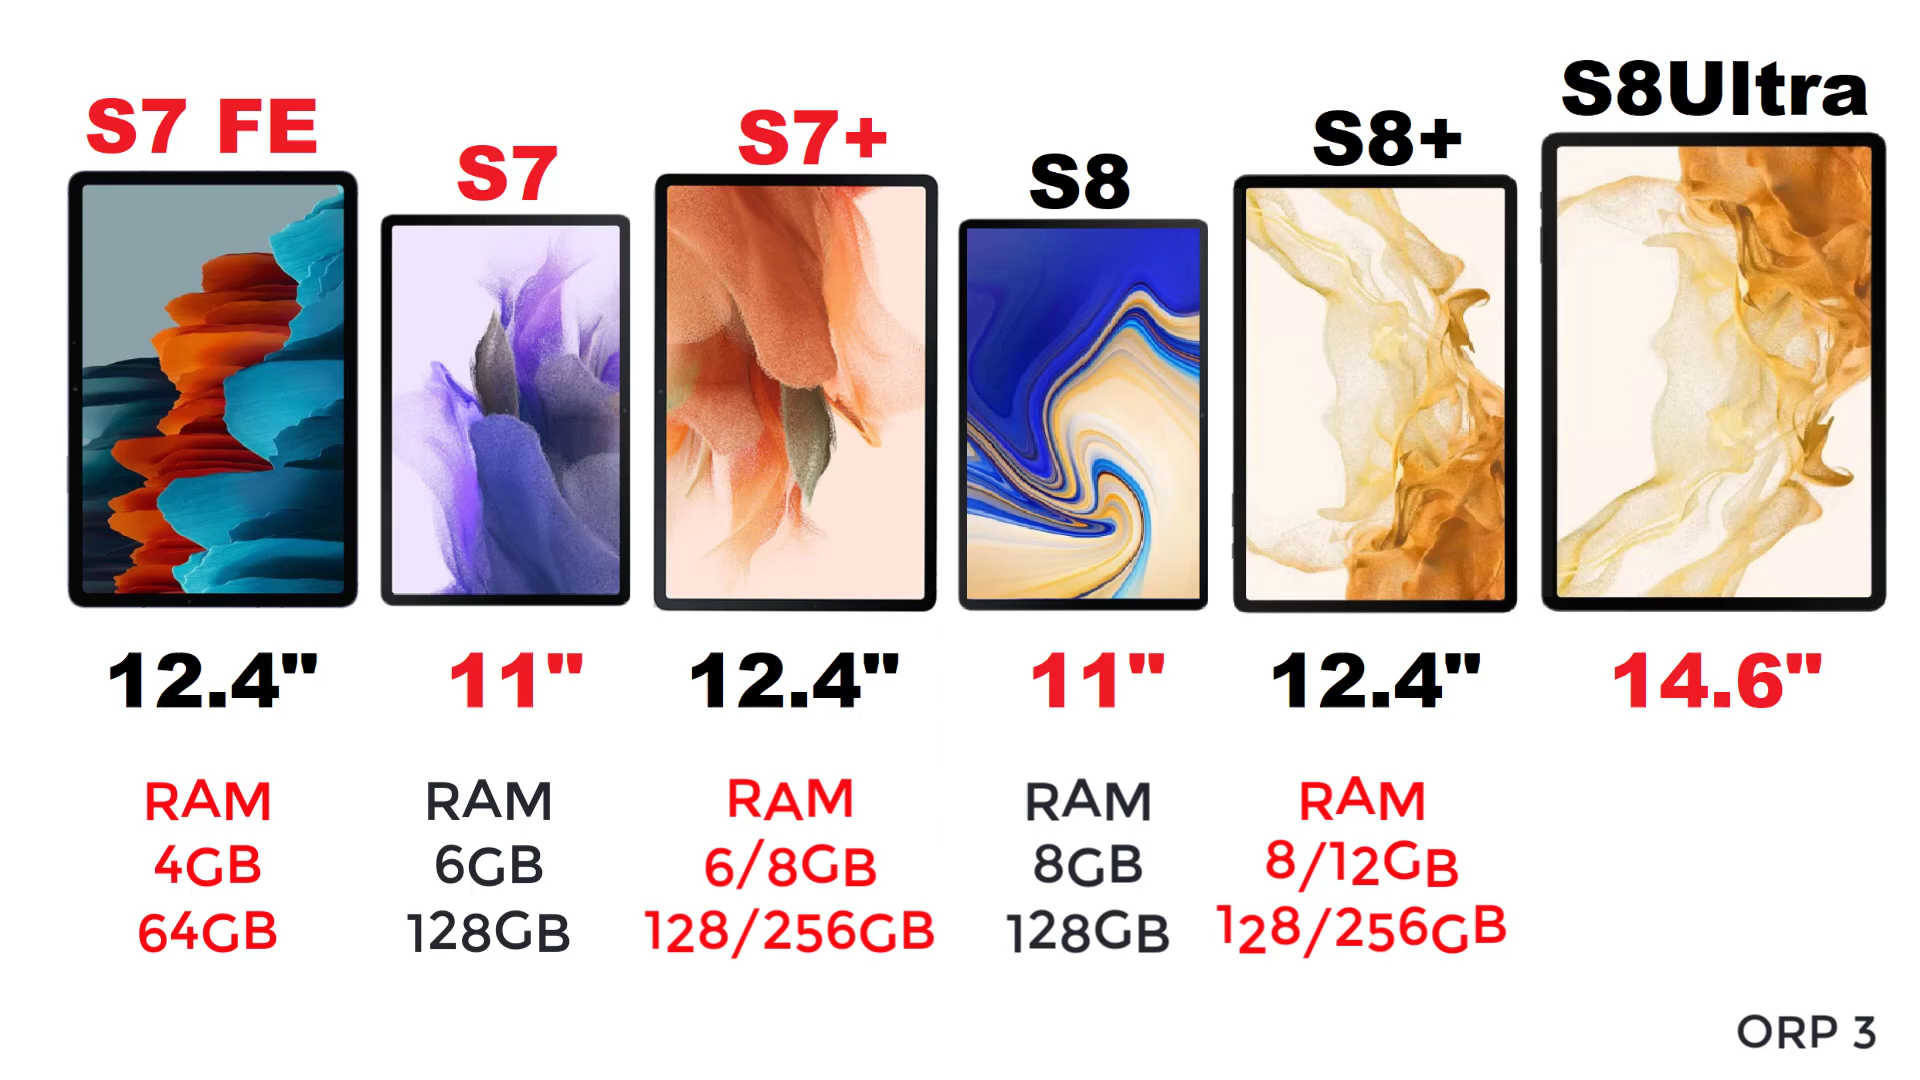 S7 FE
S7
S7+
S8
S8+
S8Ultra
12.4"
11"
12.4"
11"
12.4"
14.6"
RAM
4GB
64GB
RAM
6GB
128GB
RAM
6/8GB
128/256GB
RAM
8GB
128GB
RAM
8/12GB
128/256GB
ORP 3